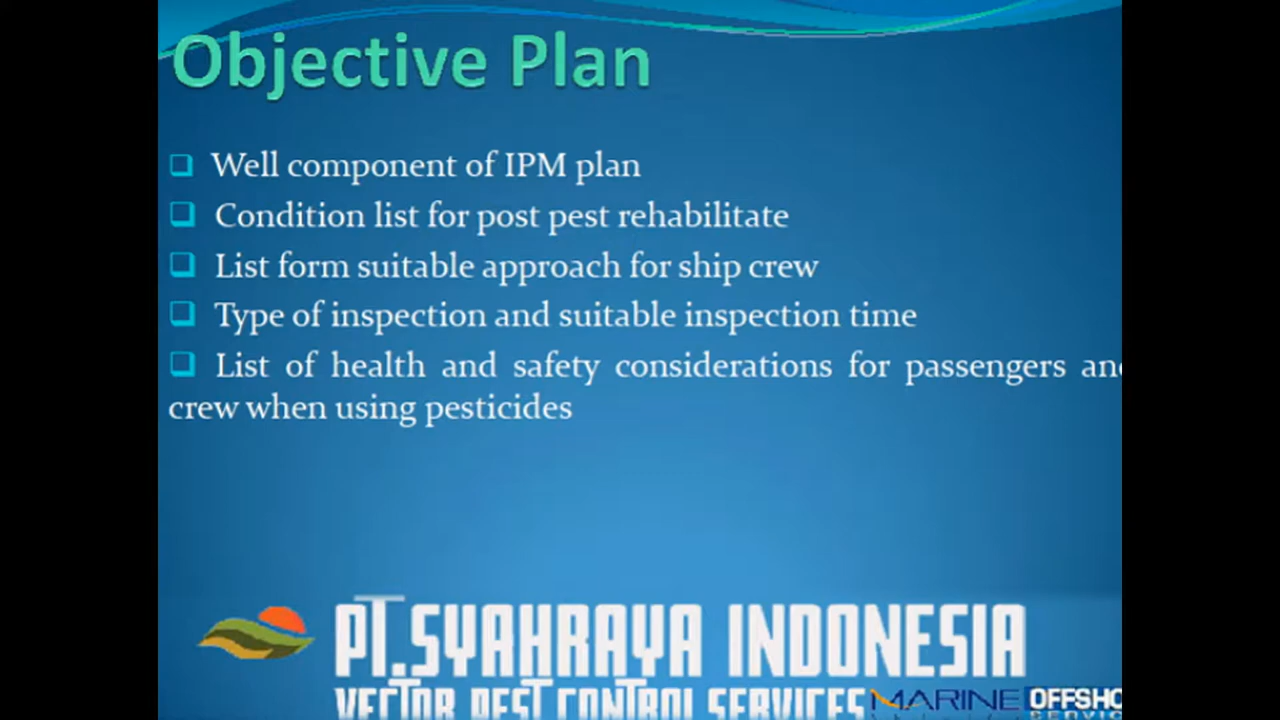 Objective Plan
Well component of IPM plan
Condition list for post pest rehabilitate
List form suitable approach for ship crew
Type of inspection and suitable inspection time
List of health and safety considerations for passengers and
crew when using pesticides
PT.SYAHRAYA INDONESIA
VECTOR PEST CONTROL SERVICES MARINE OFFSHO